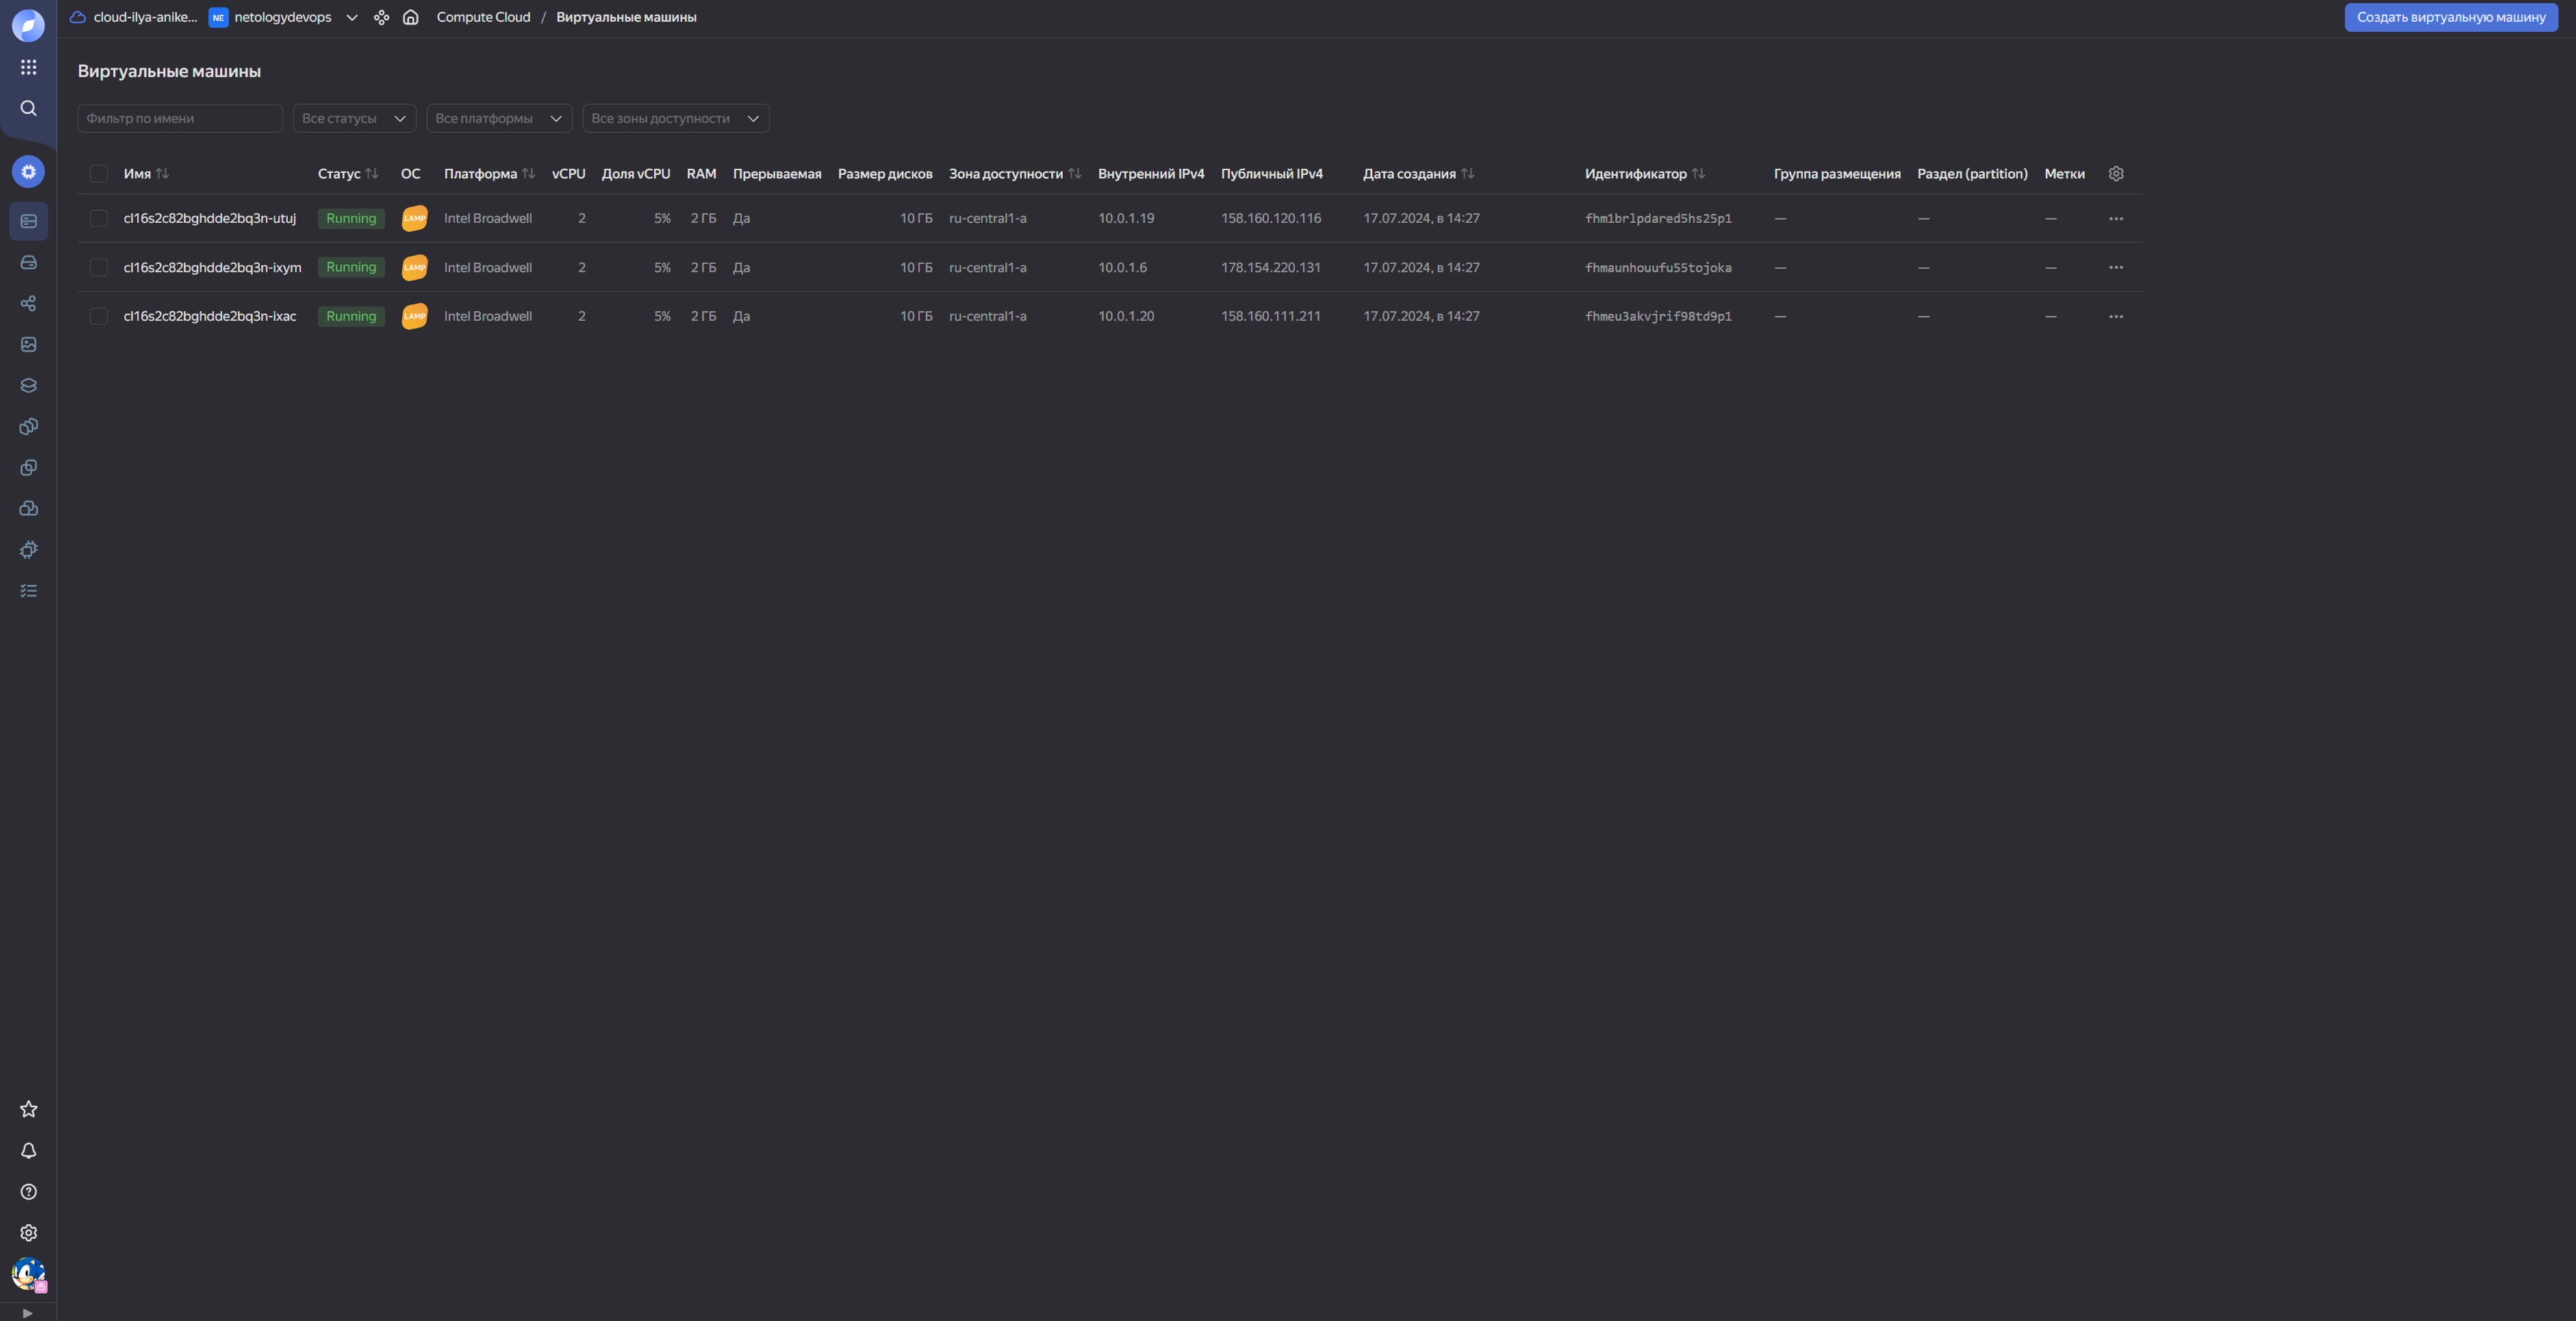 cloud-ilya-anike... NE netologydevops Compute Cloud / Виртуальные машины Создать виртуальную машину
Виртуальные машины
Фильтр по имени Все статусы Все платформы Все зоны доступности
Имя Статус ОС Платформа vCPU Доля vCPU RAM Прерываемая Размер дисков Зона доступности Внутренний IPv4 Публичный IPv4 Дата создания Идентификатор Группа размещения Раздел (partition) Метки
cl16s2c82bghdde2bq3n-utuj Running LAMP Intel Broadwell 2 5% 2 ГБ Да 10 ГБ ru-central1-a 10.0.1.19 158.160.120.116 17.07.2024, в 14:27 fhm1brlpdared5hs25p1 — — —
cl16s2c82bghdde2bq3n-ixym Running LAMP Intel Broadwell 2 5% 2 ГБ Да 10 ГБ ru-central1-a 10.0.1.6 178.154.220.131 17.07.2024, в 14:27 fhmaunhouufu55tojoka — — —
cl16s2c82bghdde2bq3n-ixac Running LAMP Intel Broadwell 2 5% 2 ГБ Да 10 ГБ ru-central1-a 10.0.1.20 158.160.111.211 17.07.2024, в 14:27 fhmeu3akvjrif98td9p1 — — —